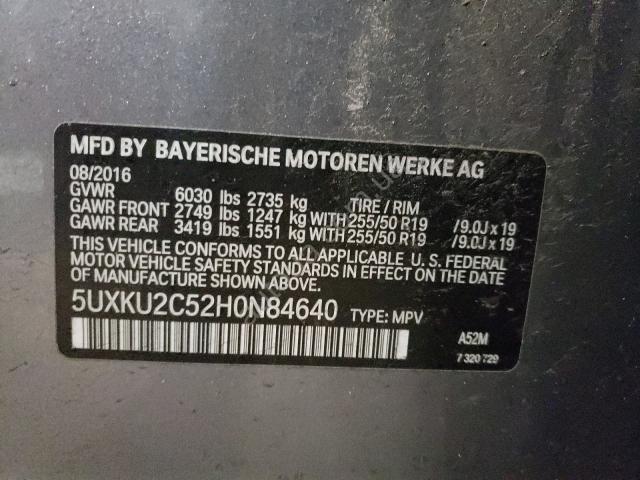 MFD BY BAYERISCHE MOTOREN WERKE AG
08/2016
GVWR 6030 lbs 2735 kg TIRE / RIM
GAWR FRONT 2749 lbs 1247 kg WITH 255/50 R19 /9.0J x 19
GAWR REAR 3419 lbs 1551 kg WITH 255/50 R19 /9.0J x 19
THIS VEHICLE CONFORMS TO ALL APPLICABLE U. S. FEDERAL
MOTOR VEHICLE SAFETY STANDARDS IN EFFECT ON THE DATE
OF MANUFACTURE SHOWN ABOVE.
5UXKU2C52H0N84640 TYPE: MPV
A52M
7 320 729